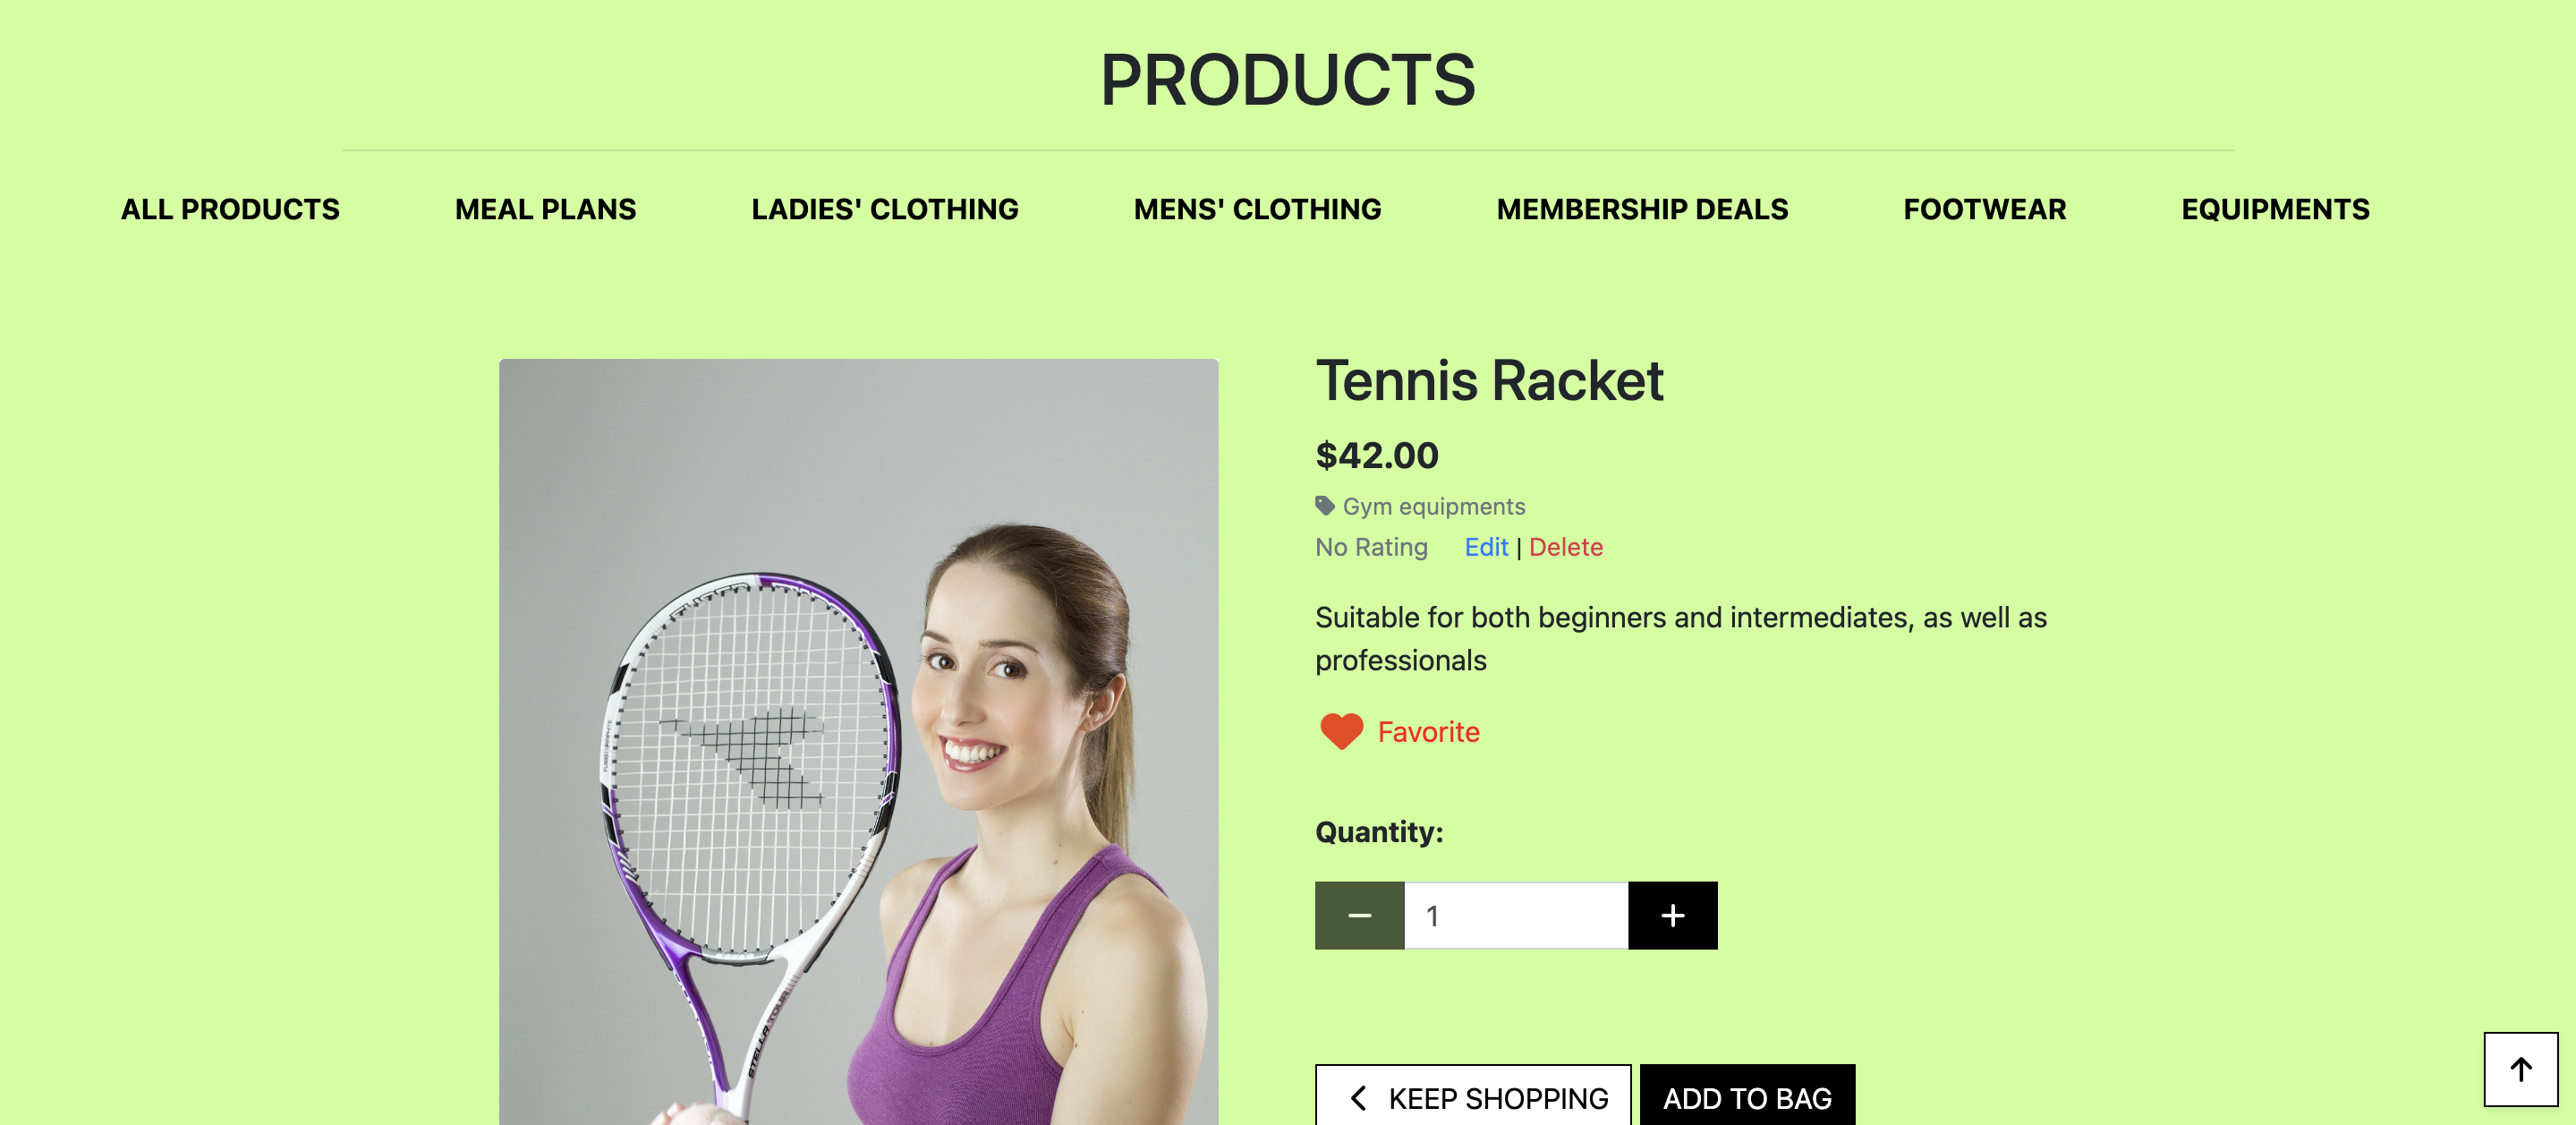 PRODUCTS
ALL PRODUCTS MEAL PLANS LADIES' CLOTHING MENS' CLOTHING MEMBERSHIP DEALS FOOTWEAR EQUIPMENTS
Tennis Racket
$42.00
Gym equipments
No Rating Edit | Delete
Suitable for both beginners and intermediates, as well as
professionals
Favorite
Quantity:
1
KEEP SHOPPING ADD TO BAG
STELLA TOUR